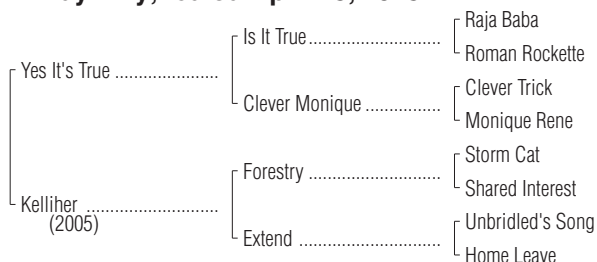 Raja Baba
Is It True
Roman Rockette
Yes It's True
Clever Trick
Clever Monique
Monique Rene
Storm Cat
Forestry
Shared Interest
Kelliher
(2005)
Unbridled's Song
Extend
Home Leave